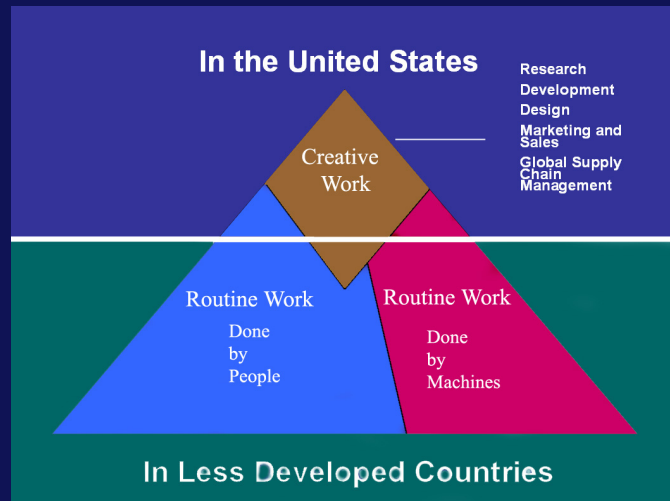 In the United States
Research
Development
Design
Marketing and
Sales
Global Supply
Chain
Management
Creative
Work
Routine Work
Done
by
People
Routine Work
Done
by
Machines
In Less Developed Countries